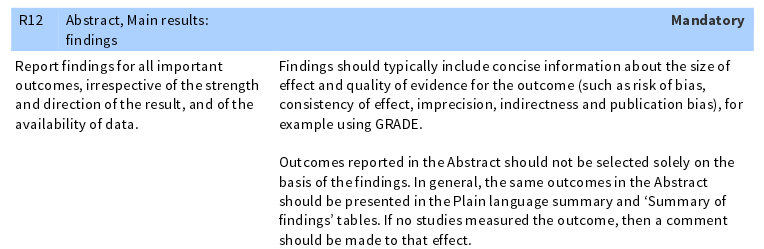 R12 Abstract, Main results: Mandatory
findings
Report findings for all important
outcomes, irrespective of the strength
and direction of the result, and of the
availability of data.
Findings should typically include concise information about the size of
effect and quality of evidence for the outcome (such as risk of bias,
consistency of effect, imprecision, indirectness and publication bias), for
example using GRADE.
Outcomes reported in the Abstract should not be selected solely on the
basis of the findings. In general, the same outcomes in the Abstract
should be presented in the Plain language summary and ‘Summary of
findings’ tables. If no studies measured the outcome, then a comment
should be made to that effect.